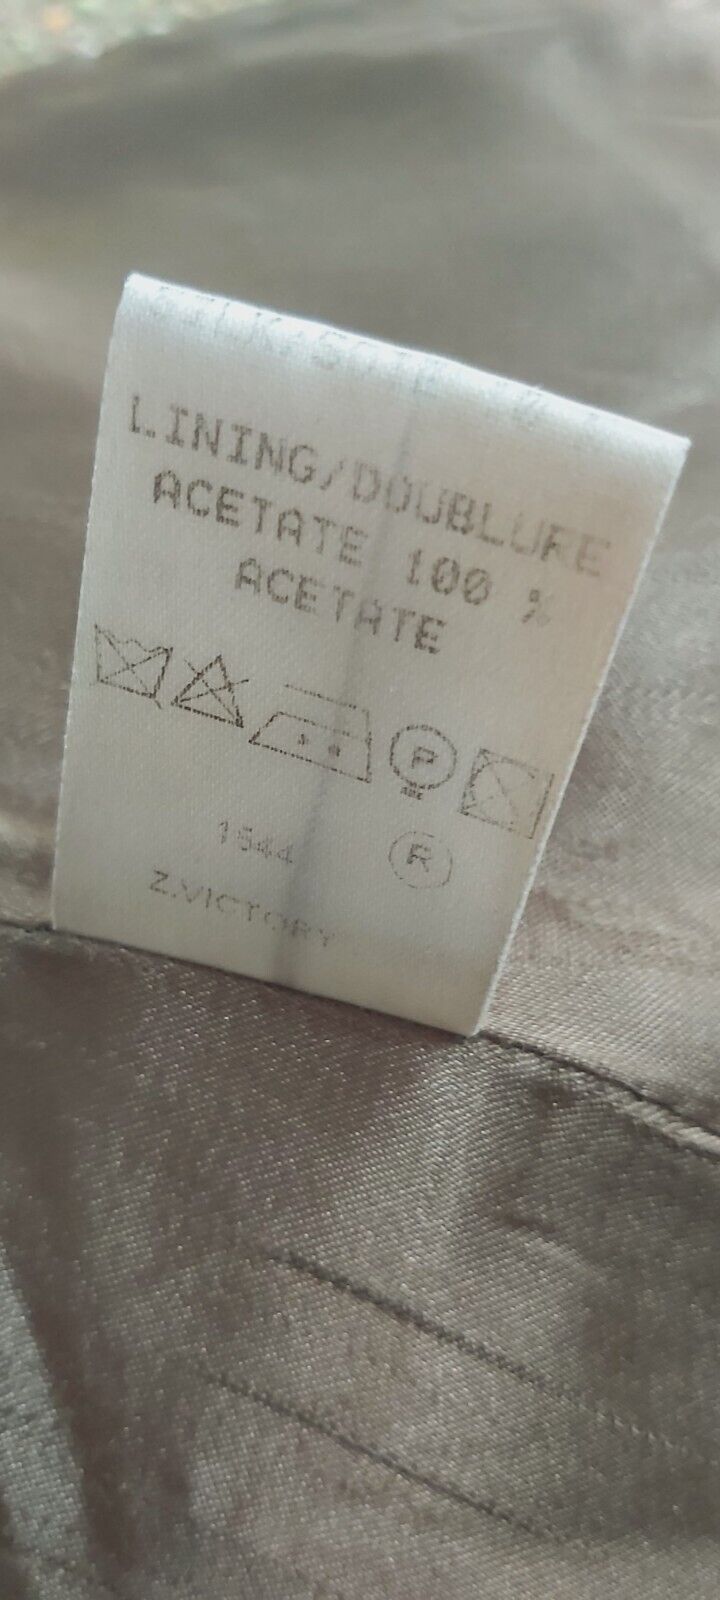 LINING/DOUBLURE
ACETATE 100 %
ACETATE
P
1544 R
Z.VICTORY